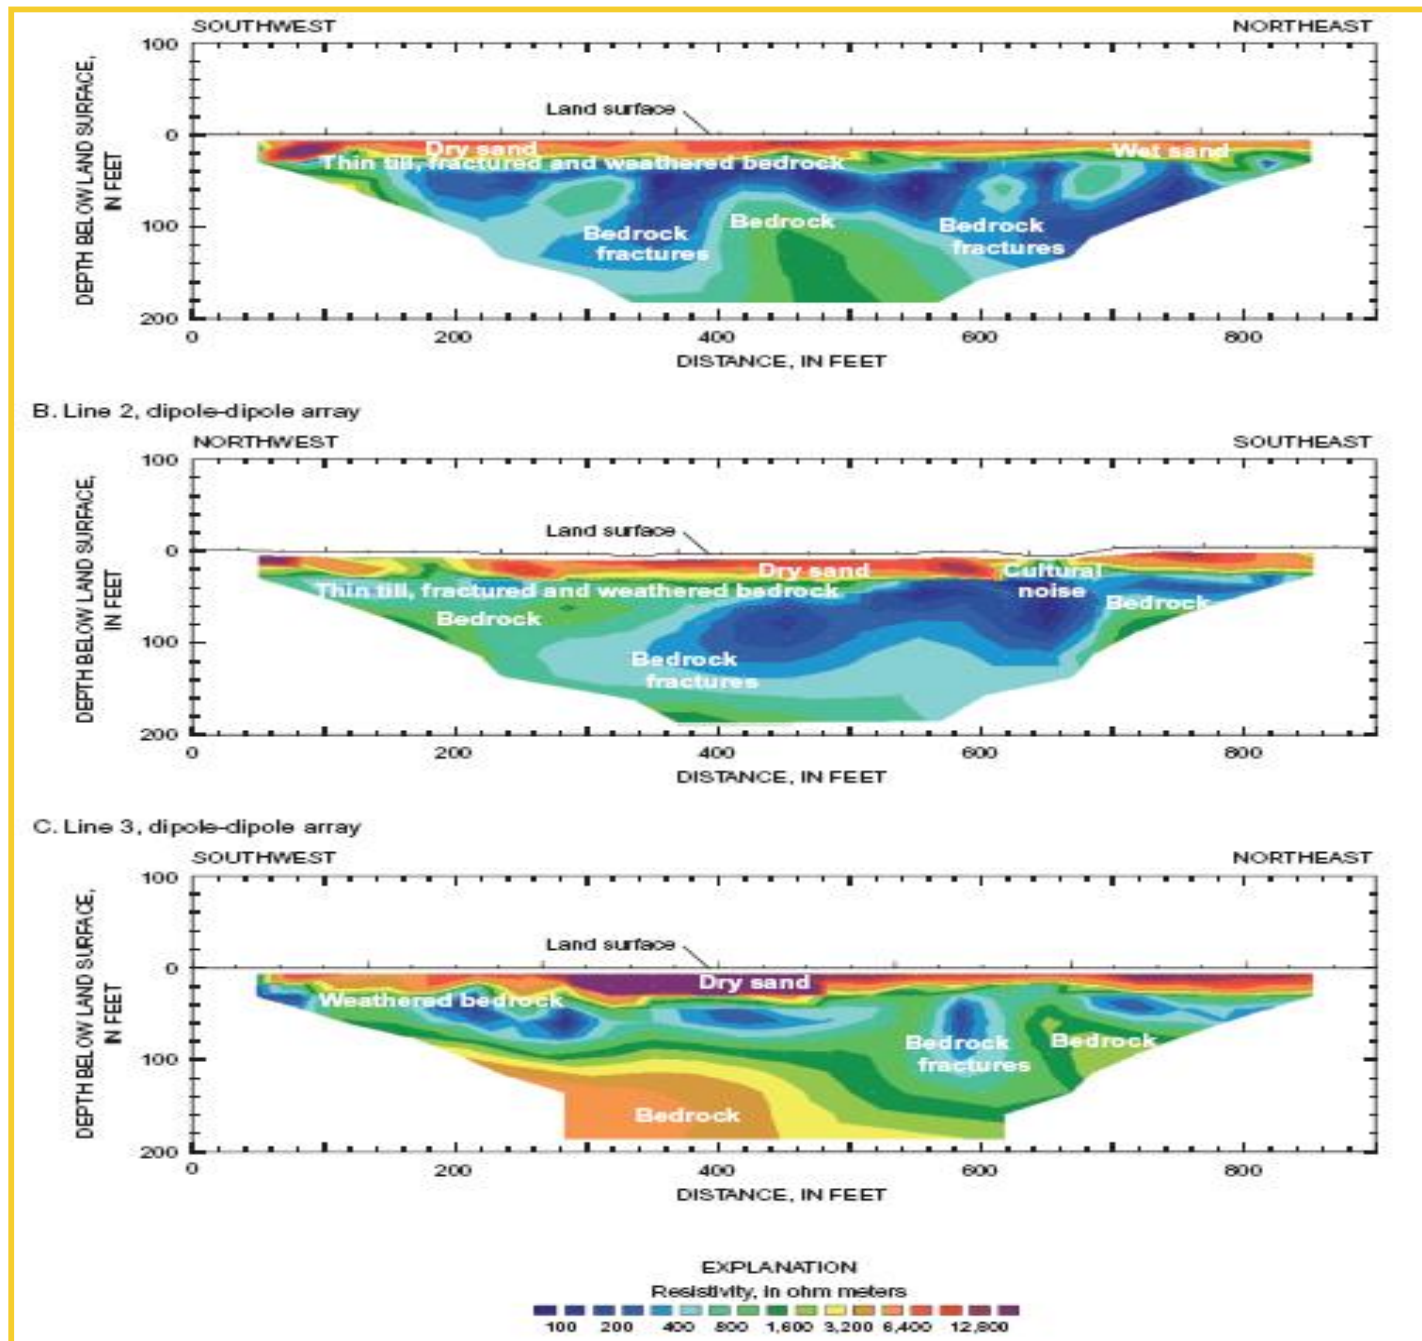 SOUTHWEST NORTHEAST
100
0
100
200
DEPTH BELOW LAND SURFACE,
IN FEET
Land surface
Dry sand
Thin till, fractured and weathered bedrock
Wet sand
Bedrock
fractures
Bedrock
Bedrock
fractures
0 200 400 600 800
DISTANCE, IN FEET
B. Line 2, dipole-dipole array
NORTHWEST SOUTHEAST
100
0
100
200
DEPTH BELOW LAND SURFACE,
IN FEET
Land surface
Dry sand
Cultural
noise
Thin till, fractured and weathered bedrock
Bedrock
Bedrock
Bedrock
fractures
0 200 400 600 800
DISTANCE, IN FEET
C. Line 3, dipole-dipole array
SOUTHWEST NORTHEAST
100
0
100
200
DEPTH BELOW LAND SURFACE,
IN FEET
Land surface
Dry sand
Weathered bedrock
Bedrock
fractures
Bedrock
Bedrock
0 200 400 600 800
DISTANCE, IN FEET
EXPLANATION
Resistivity, in ohm meters
100 200 400 800 1,600 3,200 6,400 12,800